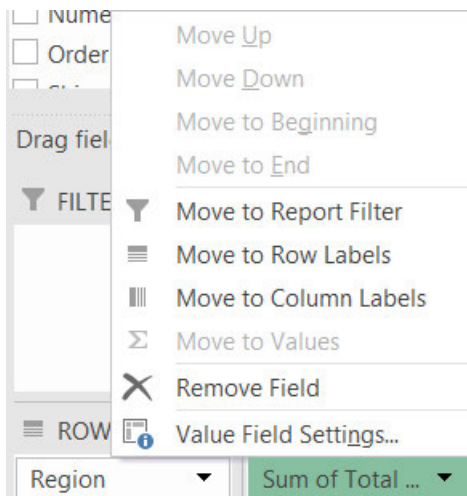 Nume
Move Up
Order
Move Down
Move to Beginning
Drag fiel
Move to End
FILTE
Move to Report Filter
Move to Row Labels
Move to Column Labels
Move to Values
Remove Field
ROW
Value Field Settings...
Region
Sum of Total ...